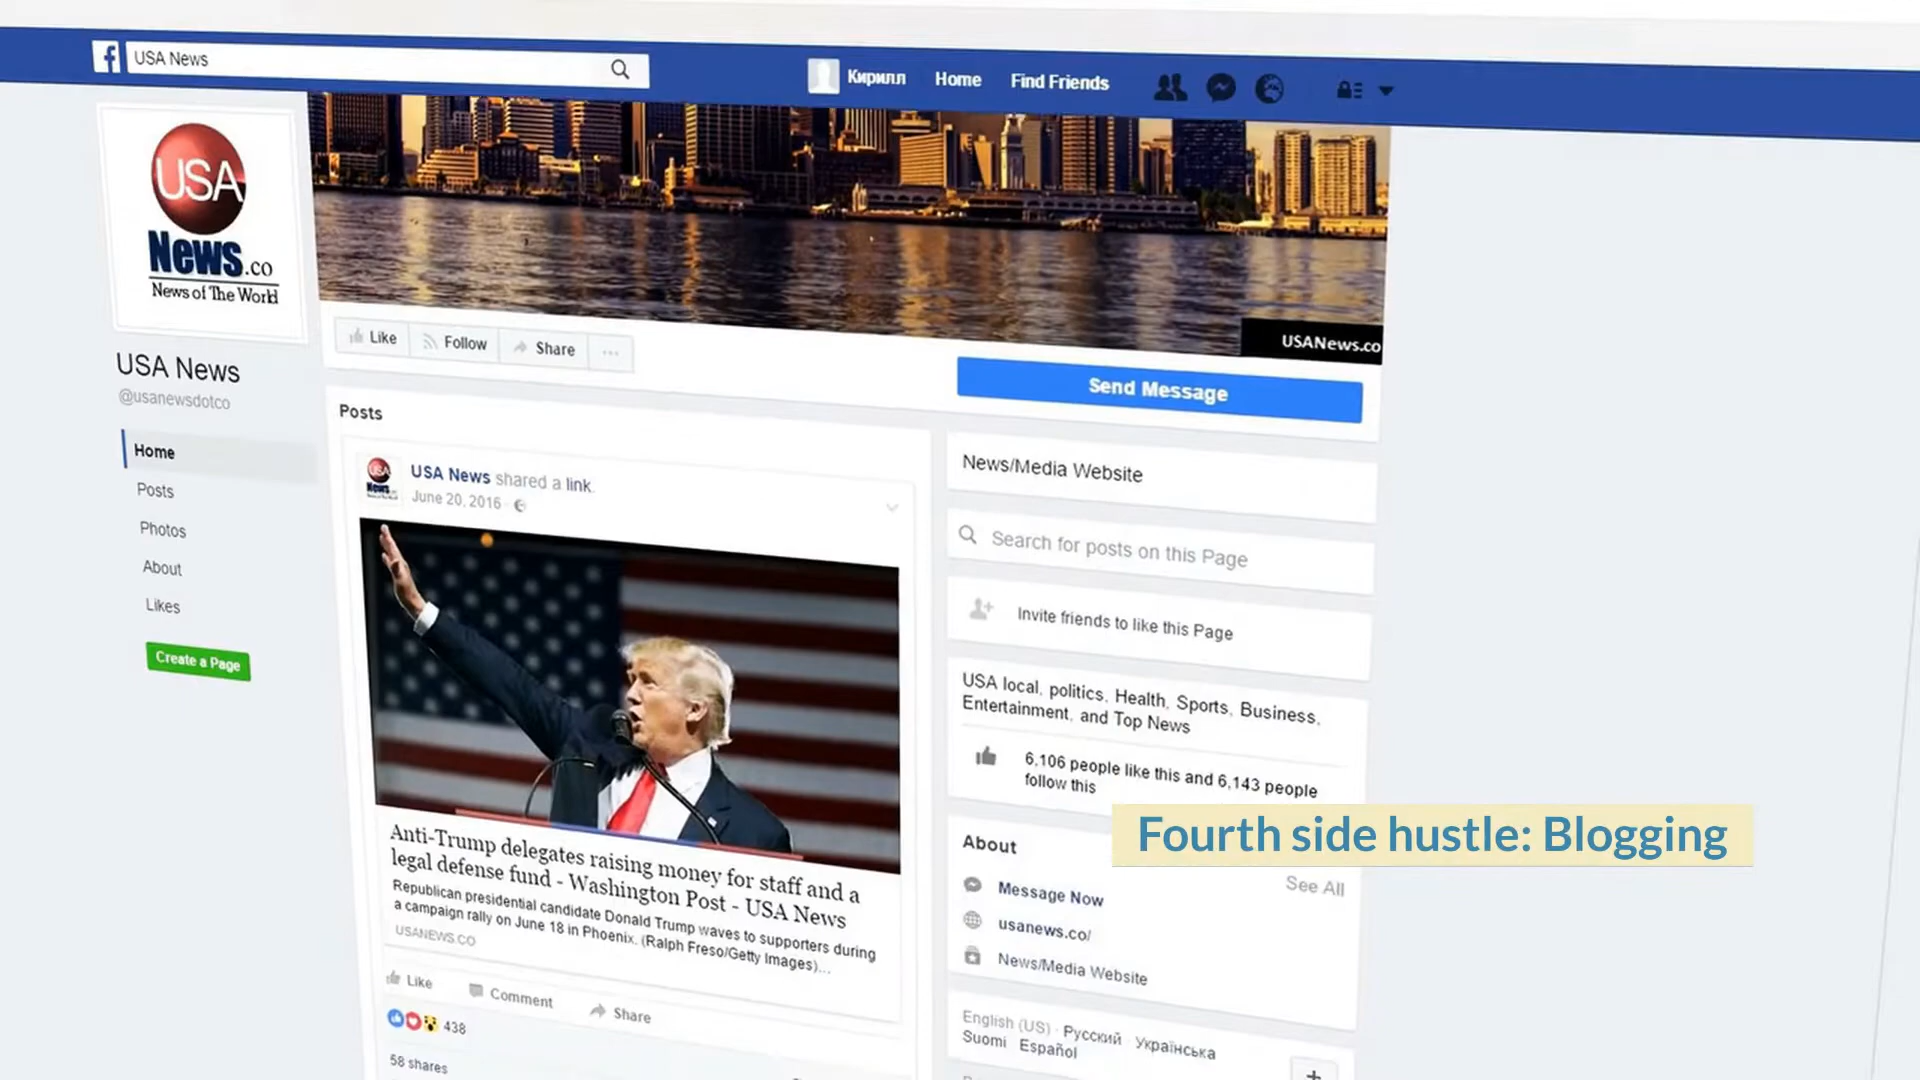 USA News
Кирилл
Home
Find Friends
USA
News.co
News of The World
USANews.co
Like
Follow
Share
Send Message
USA News
@usanewsdotco
Home
Posts
Photos
About
Likes
Create a Page
Posts
USA News shared a link.
June 20, 2016
USA
News
Anti-Trump delegates raising money for staff and a
legal defense fund - Washington Post - USA News
Republican presidential candidate Donald Trump waves to supporters during
a campaign rally on June 18 in Phoenix. (Ralph Freso/Getty Images)...
USANEWS.CO
Like
Comment
Share
438
58 shares
News/Media Website
Search for posts on this Page
Invite friends to like this Page
USA local, politics, Health, Sports, Business,
Entertainment, and Top News
6,106 people like this and 6,143 people
follow this
Fourth side hustle: Blogging
About
See All
Message Now
usanews.co/
News/Media Website
English (US) · Русский · Українська
Suomi · Español